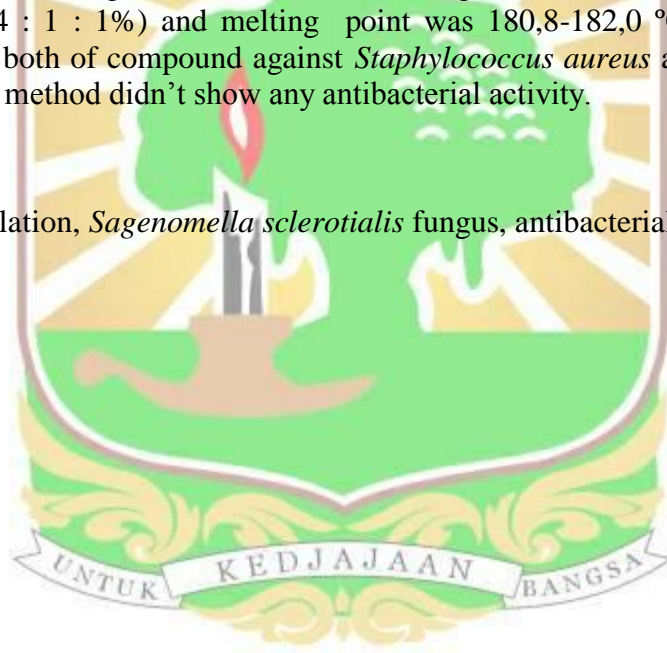 4 : 1 : 1%) and melting point was 180,8-182,0 º
both of compound against Staphylococcus aureus a
method didn’t show any antibacterial activity.
lation, Sagenomella sclerotialis fungus, antibacterial
UNTUK KEDJAJAAN BANGSA